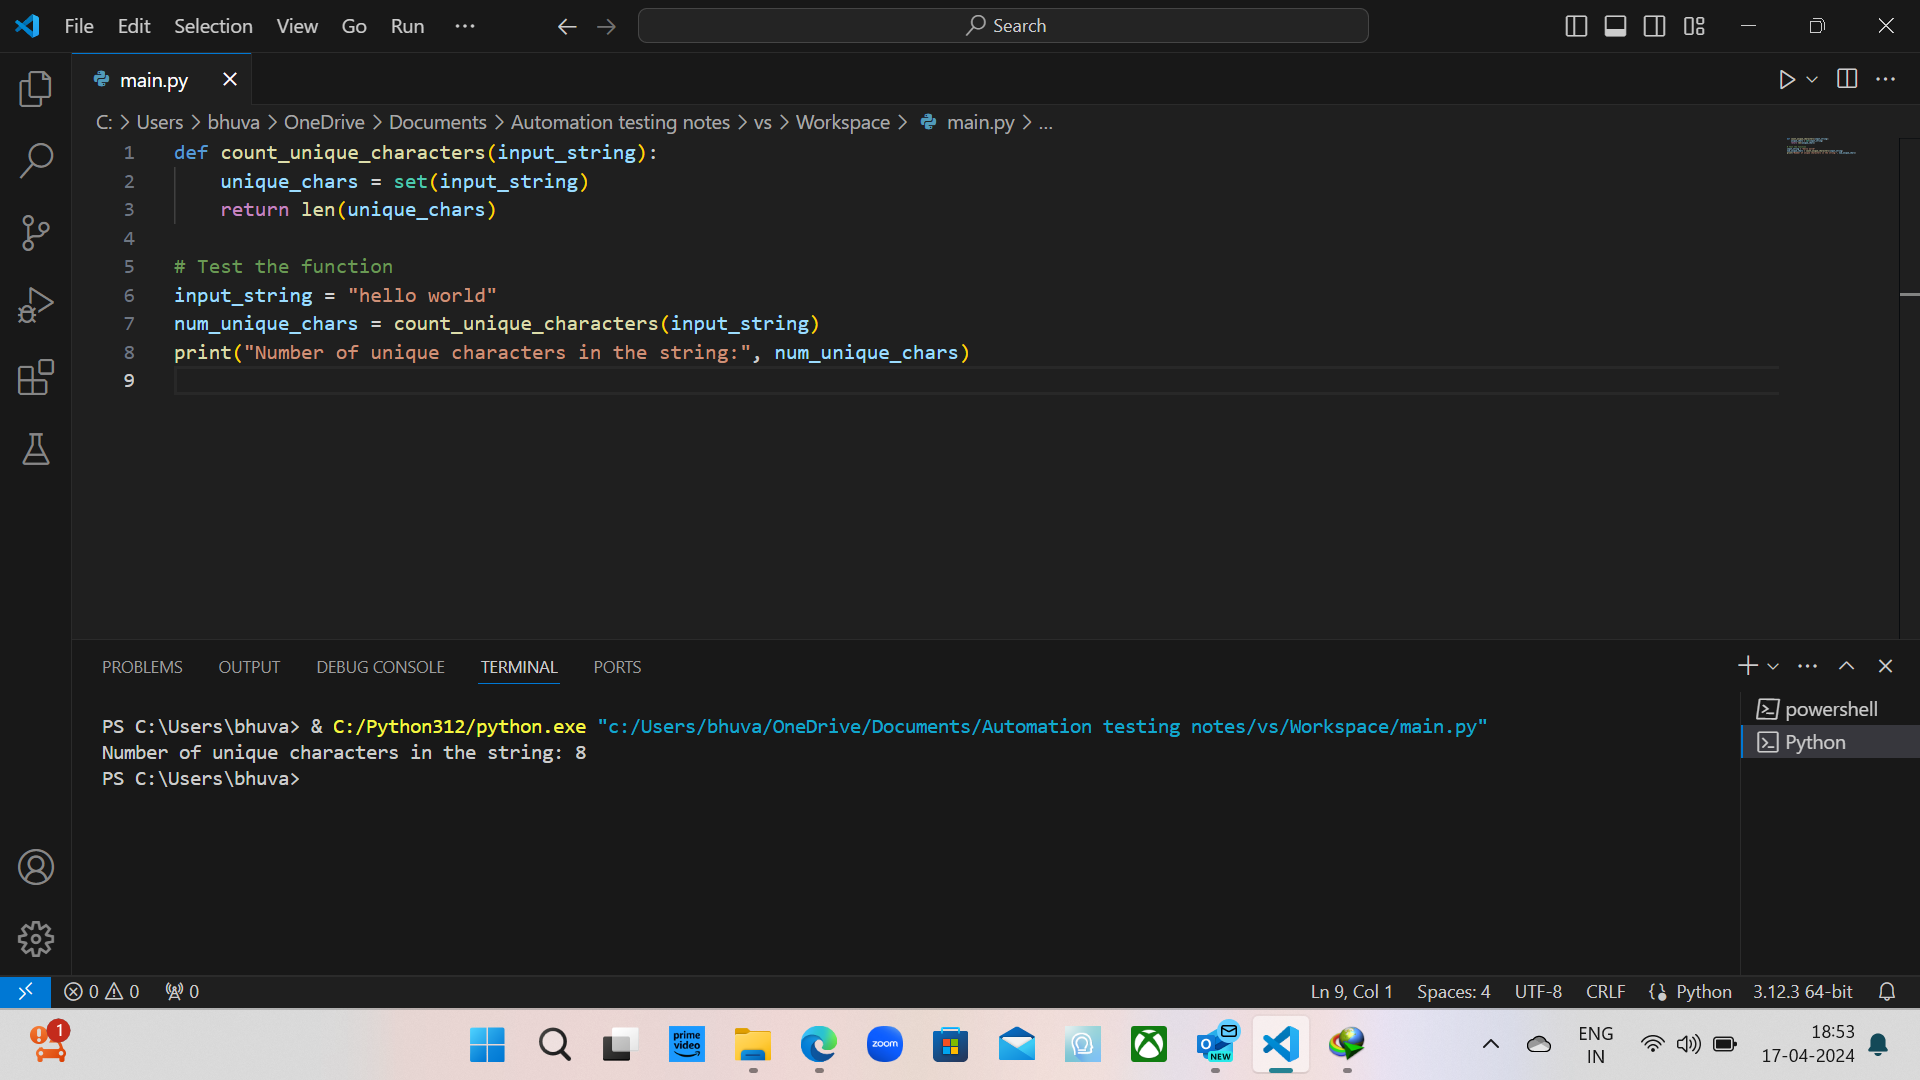 File Edit Selection View Go Run ··· Search
main.py
C: > Users > bhuva > OneDrive > Documents > Automation testing notes > vs > Workspace > main.py > ...
1 def count_unique_characters(input_string):
2     unique_chars = set(input_string)
3     return len(unique_chars)
4
5 # Test the function
6 input_string = "hello world"
7 num_unique_chars = count_unique_characters(input_string)
8 print("Number of unique characters in the string:", num_unique_chars)
9
PROBLEMS OUTPUT DEBUG CONSOLE TERMINAL PORTS
PS C:\Users\bhuva> & C:/Python312/python.exe "c:/Users/bhuva/OneDrive/Documents/Automation testing notes/vs/Workspace/main.py"
Number of unique characters in the string: 8
PS C:\Users\bhuva>
powershell
Python
0 0 0 Ln 9, Col 1 Spaces: 4 UTF-8 CRLF Python 3.12.3 64-bit
1
prime video
zoom
NEW
ENG
IN
18:53
17-04-2024